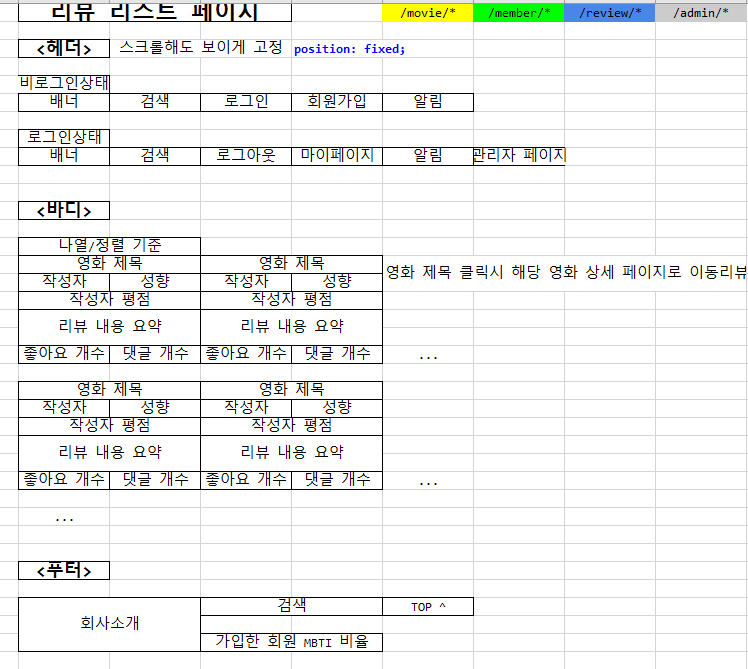 리뷰 리스트 페이지
/movie/* /member/* /review/* /admin/*
<헤더> 스크롤해도 보이게 고정 position: fixed;
비로그인상태
배너 검색 로그인 회원가입 알림
로그인상태
배너 검색 로그아웃 마이페이지 알림 관리자 페이지
<바디>
나열/정렬 기준
영화 제목 영화 제목 영화 제목 클릭시 해당 영화 상세 페이지로 이동리뷰
작성자 성향 작성자 성향
작성자 평점 작성자 평점
리뷰 내용 요약 리뷰 내용 요약
좋아요 개수 댓글 개수 좋아요 개수 댓글 개수 ...
영화 제목 영화 제목
작성자 성향 작성자 성향
작성자 평점 작성자 평점
리뷰 내용 요약 리뷰 내용 요약
좋아요 개수 댓글 개수 좋아요 개수 댓글 개수 ...
...
<푸터>
검색 TOP ^
회사소개
가입한 회원 MBTI 비율